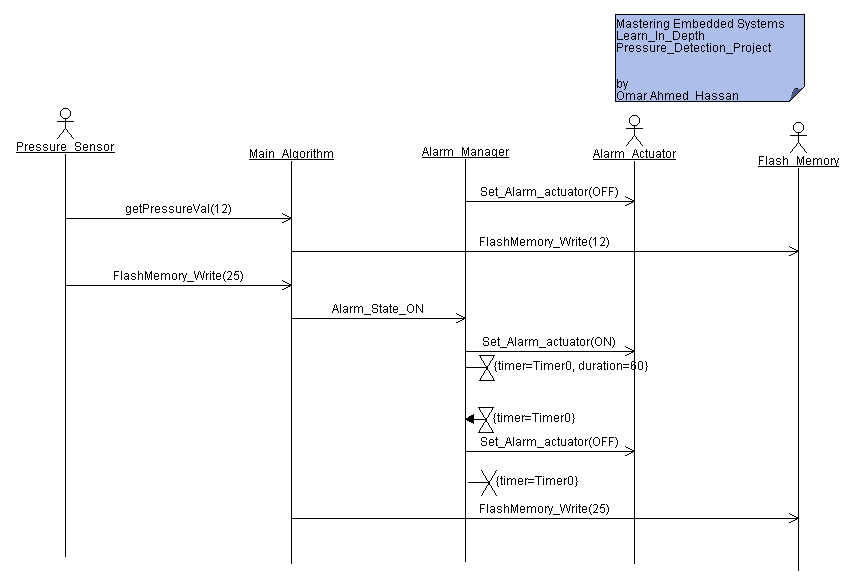 Mastering Embedded Systems
Learn_In_Depth
Pressure_Detection_Project
by
Omar Ahmed_Hassan
Pressure_Sensor
Main_Algorithm
Alarm_Manager
Alarm_Actuator
Flash_Memory
Set_Alarm_actuator(OFF)
getPressureVal(12)
FlashMemory_Write(12)
FlashMemory_Write(25)
Alarm_State_ON
Set_Alarm_actuator(ON)
{timer=Timer0, duration=60}
{timer=Timer0}
Set_Alarm_actuator(OFF)
{timer=Timer0}
FlashMemory_Write(25)